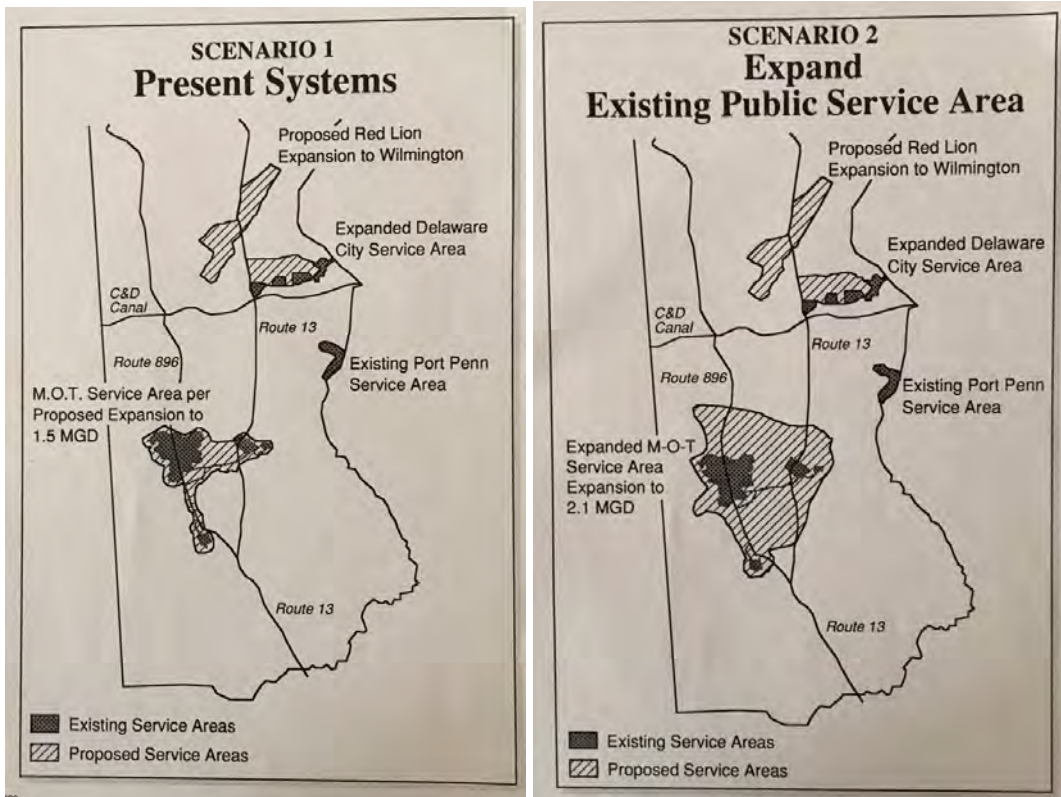 SCENARIO 1
Present Systems
Proposed Red Lion
Expansion to Wilmington
Expanded Delaware
City Service Area
C&D
Canal
Route 13
Route 896
Existing Port Penn
Service Area
M.O.T. Service Area per
Proposed Expansion to
1.5 MGD
Route 13
Existing Service Areas
Proposed Service Areas
SCENARIO 2
Expand
Existing Public Service Area
Proposed Red Lion
Expansion to Wilmington
Expanded Delaware
City Service Area
C&D
Canal
Route 13
Route 896
Existing Port Penn
Service Area
Expanded M-O-T
Service Area
Expansion to
2.1 MGD
Route 13
Existing Service Areas
Proposed Service Areas